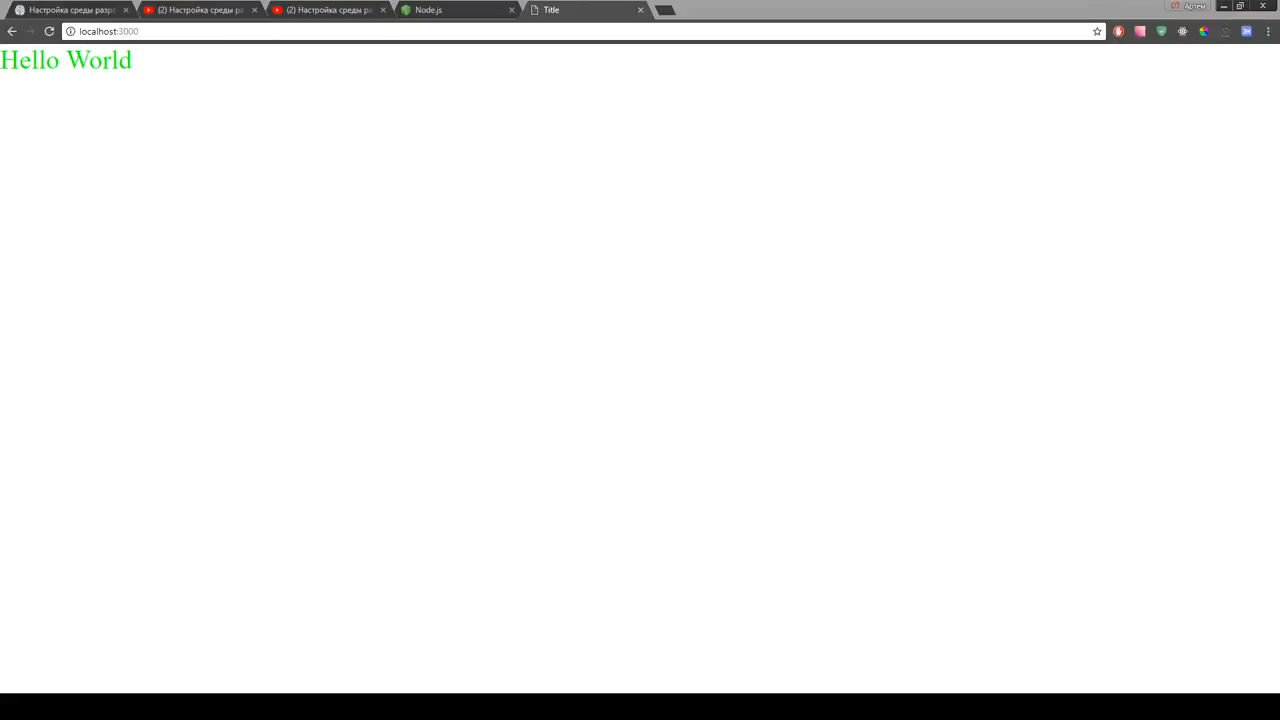 Настройка среды разра
(2) Настройка среды ра
(2) Настройка среды ра
Node.js
Title
Артем
localhost:3000
Hello World